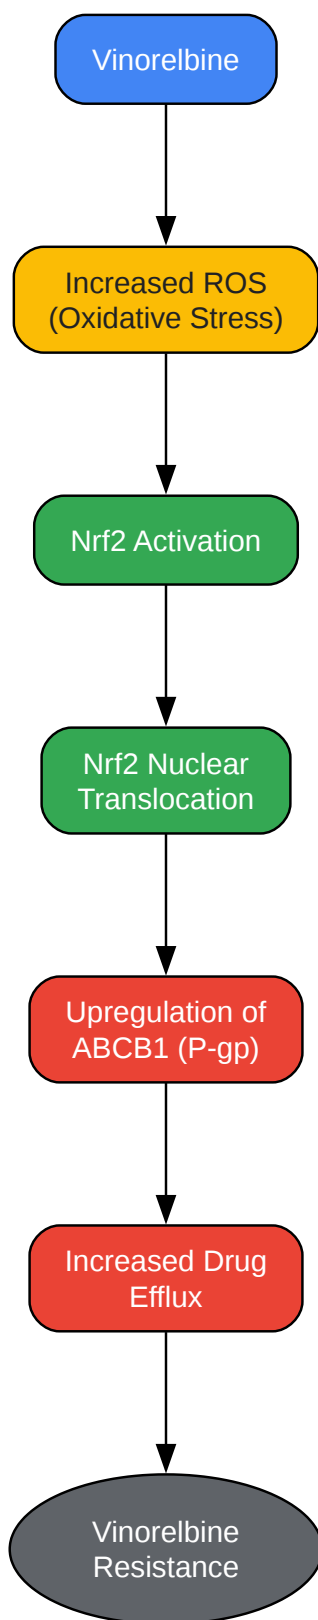 Vinorelbine
Increased ROS
(Oxidative Stress)
Nrf2 Activation
Nrf2 Nuclear
Translocation
Upregulation of
ABCB1 (P-gp)
Increased Drug
Efflux
Vinorelbine
Resistance